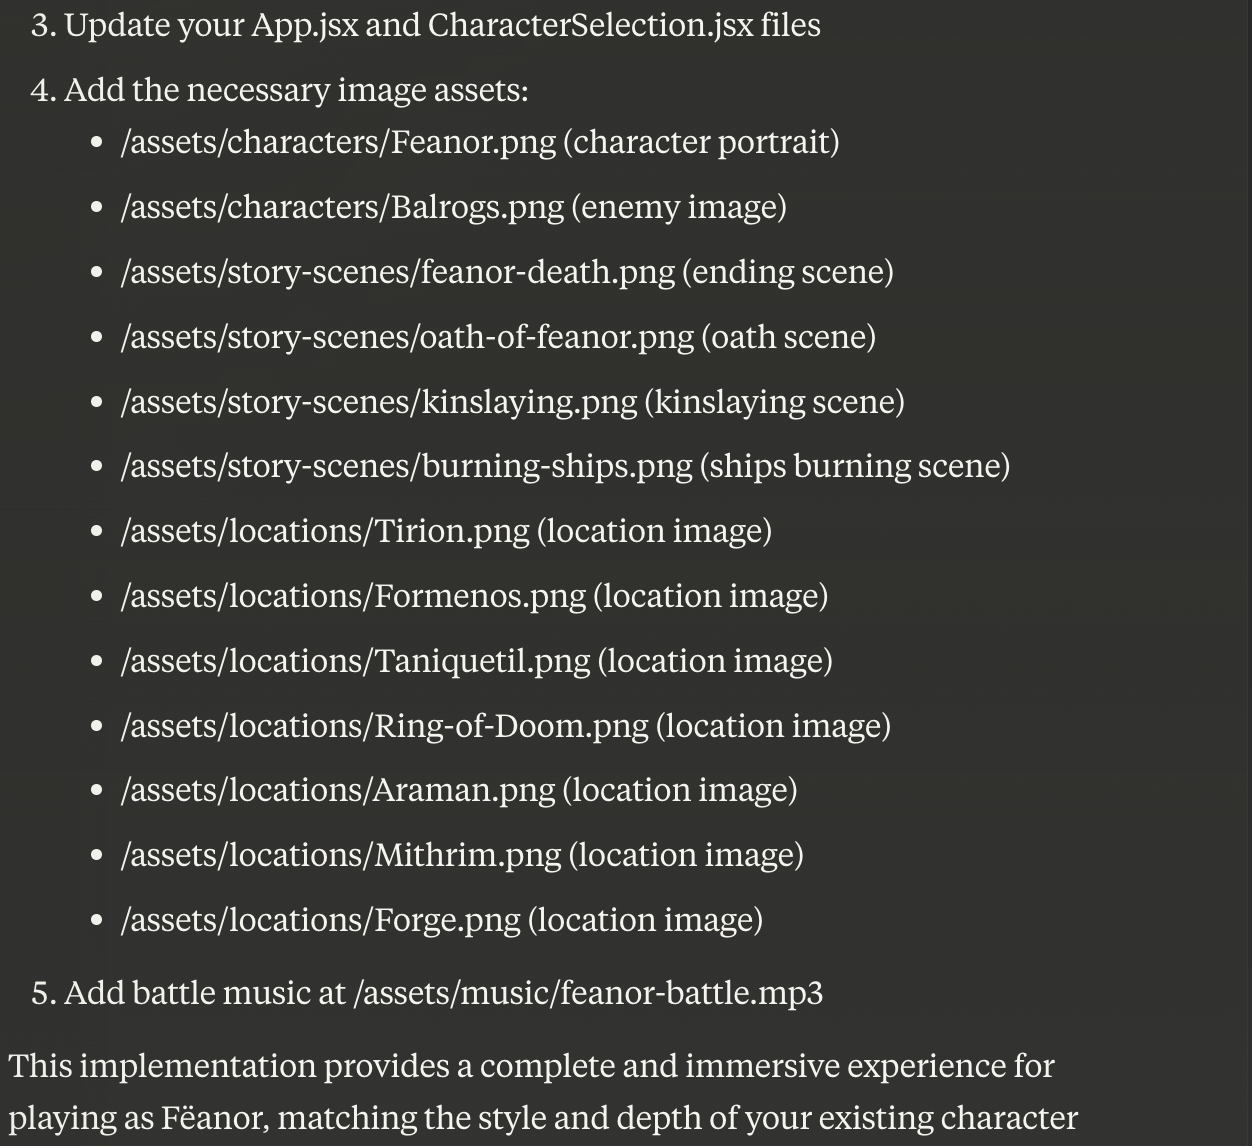 3. Update your App.jsx and CharacterSelection.jsx files
4. Add the necessary image assets:
• /assets/characters/Feanor.png (character portrait)
• /assets/characters/Balrogs.png (enemy image)
• /assets/story-scenes/feanor-death.png (ending scene)
• /assets/story-scenes/oath-of-feanor.png (oath scene)
• /assets/story-scenes/kinslaying.png (kinslaying scene)
• /assets/story-scenes/burning-ships.png (ships burning scene)
• /assets/locations/Tirion.png (location image)
• /assets/locations/Formenos.png (location image)
• /assets/locations/Taniquetil.png (location image)
• /assets/locations/Ring-of-Doom.png (location image)
• /assets/locations/Araman.png (location image)
• /assets/locations/Mithrim.png (location image)
• /assets/locations/Forge.png (location image)
5. Add battle music at /assets/music/feanor-battle.mp3
This implementation provides a complete and immersive experience for
playing as Fëanor, matching the style and depth of your existing character